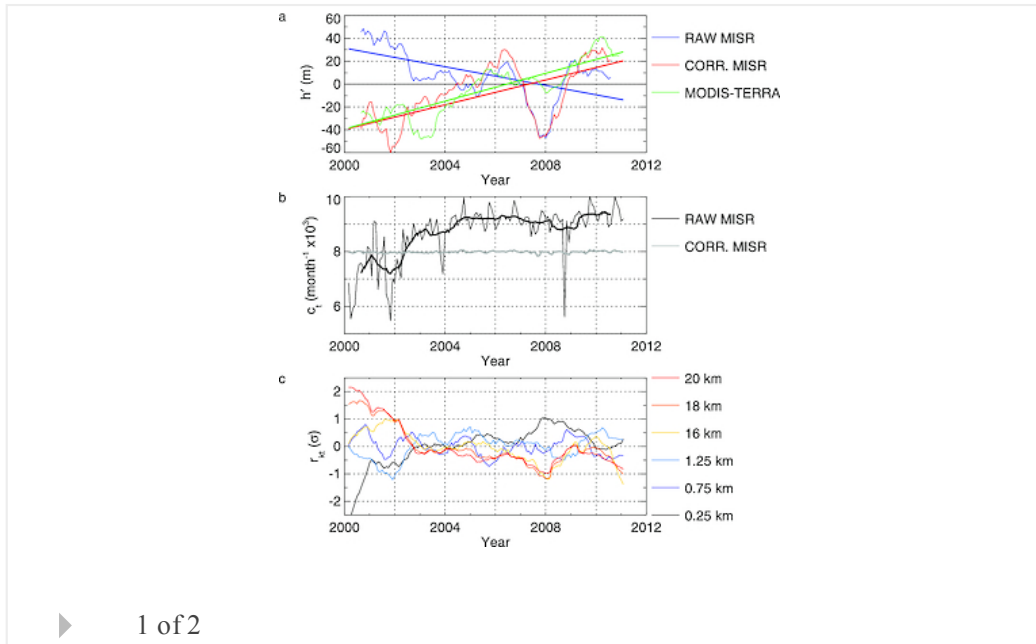 a
60
40
20
0
-20
-40
-60
h' (m)
2000 2004 2008 2012
Year
RAW MISR
CORR. MISR
MODIS-TERRA
b
10
8
6
c_t (month⁻¹ x10⁻³)
2000 2004 2008 2012
Year
RAW MISR
CORR. MISR
c
2
1
0
-1
-2
r_kt (σ)
2000 2004 2008 2012
Year
20 km
18 km
16 km
1.25 km
0.75 km
0.25 km
1 of 2